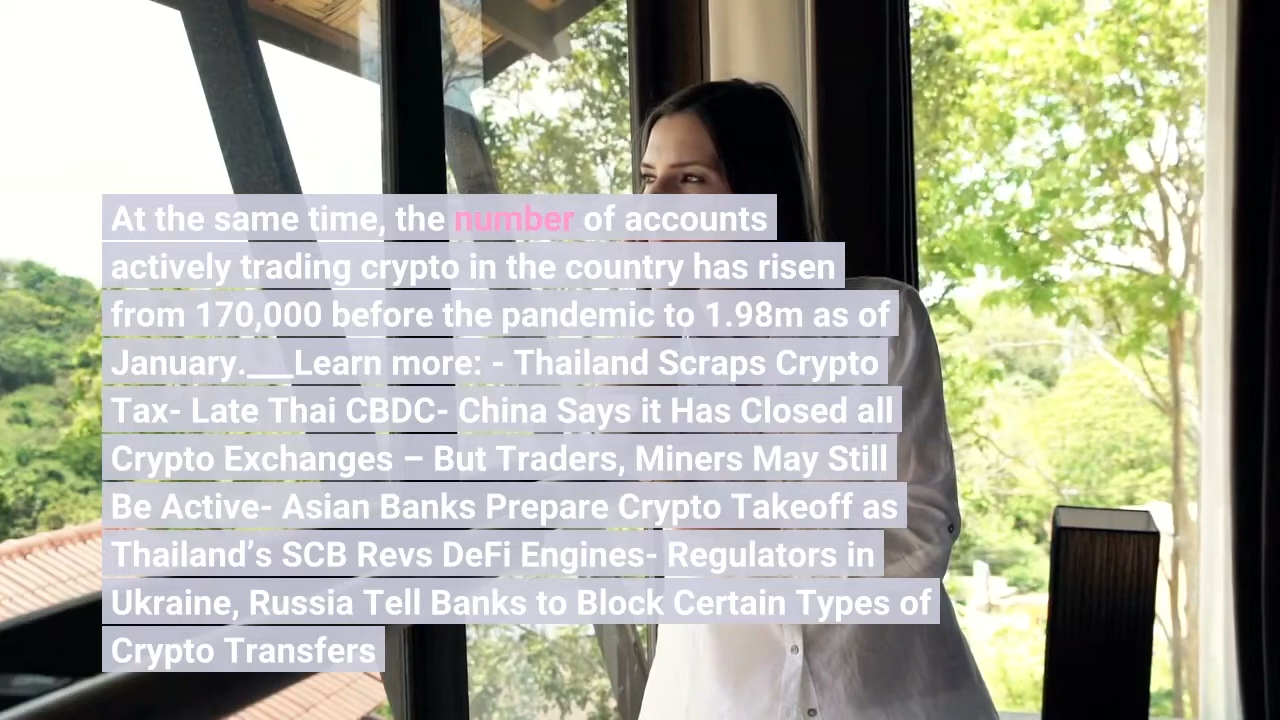 At the same time, the number of accounts
actively trading crypto in the country has risen
from 170,000 before the pandemic to 1.98m as of
January.___Learn more: - Thailand Scraps Crypto
Tax- Late Thai CBDC- China Says it Has Closed all
Crypto Exchanges – But Traders, Miners May Still
Be Active- Asian Banks Prepare Crypto Takeoff as
Thailand’s SCB Revs DeFi Engines- Regulators in
Ukraine, Russia Tell Banks to Block Certain Types of
Crypto Transfers